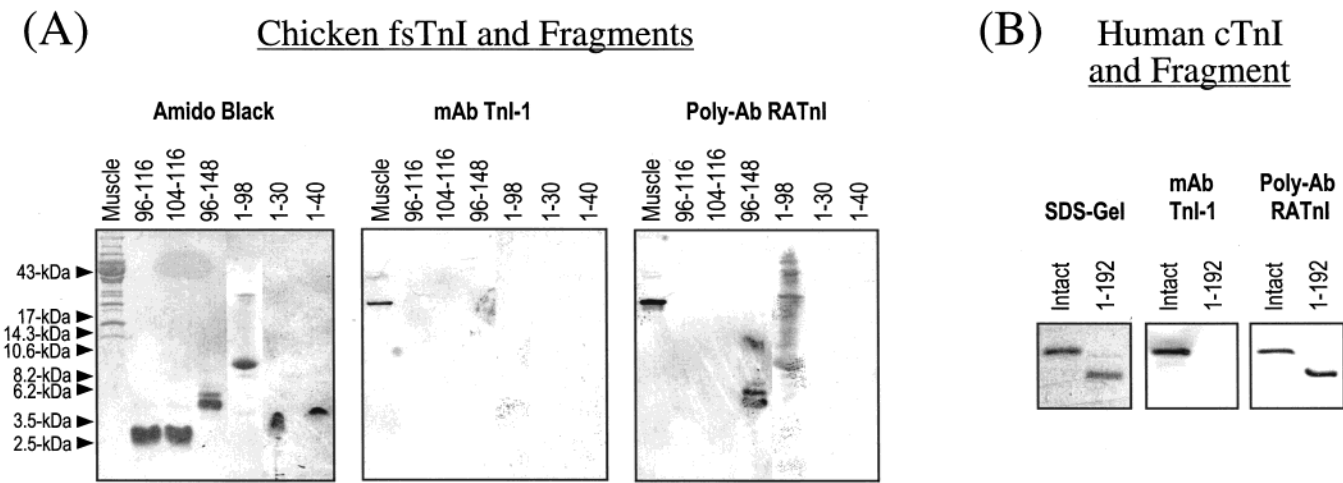 (A)
Chicken fsTnI and Fragments
Amido Black
mAb TnI-1
Poly-Ab RATnI
Muscle
96-116
104-116
96-148
1-98
1-30
1-40
Muscle
96-116
104-116
96-148
1-98
1-30
1-40
Muscle
96-116
104-116
96-148
1-98
1-30
1-40
43-kDa
17-kDa
14.3-kDa
10.6-kDa
8.2-kDa
6.2-kDa
3.5-kDa
2.5-kDa
(B)
Human cTnI
and Fragment
SDS-Gel
mAb
TnI-1
Poly-Ab
RATnI
Intact
1-192
Intact
1-192
Intact
1-192